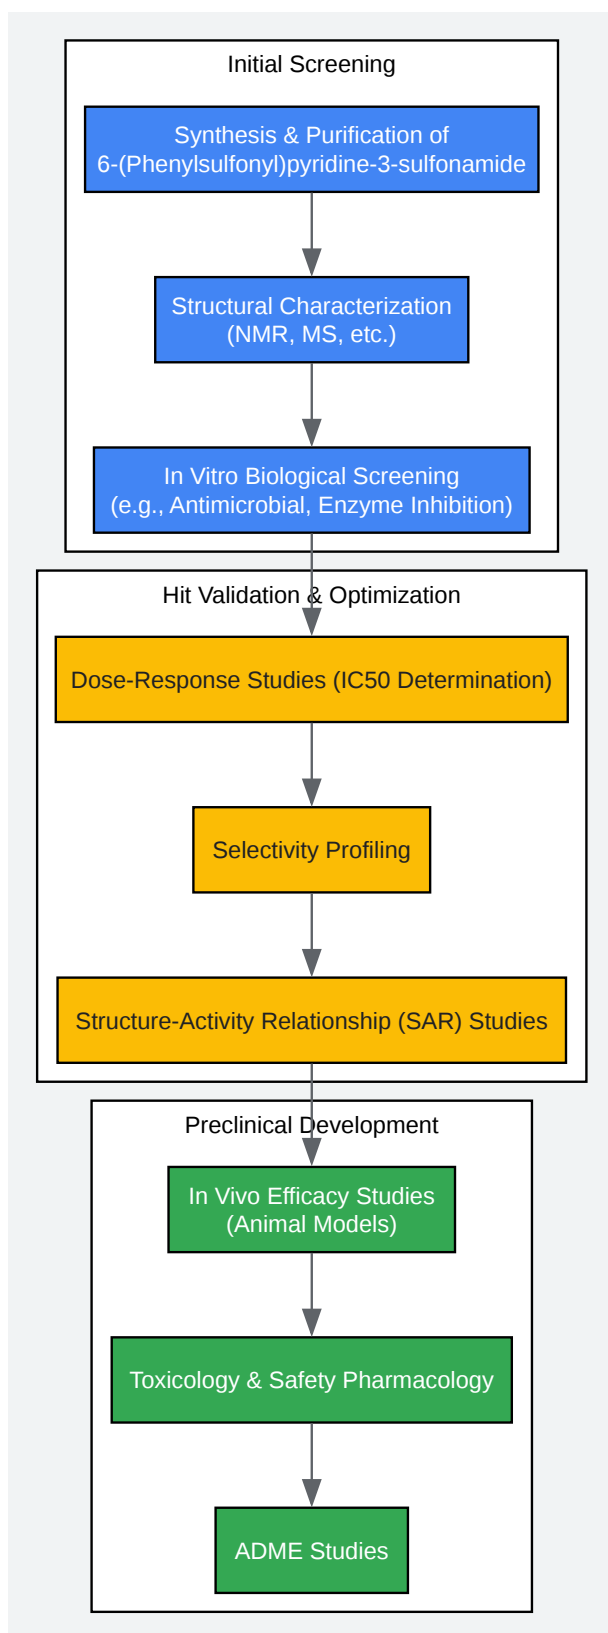 Initial Screening
Synthesis & Purification of
6-(Phenylsulfonyl)pyridine-3-sulfonamide
Structural Characterization
(NMR, MS, etc.)
In Vitro Biological Screening
(e.g., Antimicrobial, Enzyme Inhibition)
Hit Validation & Optimization
Dose-Response Studies (IC50 Determination)
Selectivity Profiling
Structure-Activity Relationship (SAR) Studies
Preclinical Development
In Vivo Efficacy Studies
(Animal Models)
Toxicology & Safety Pharmacology
ADME Studies